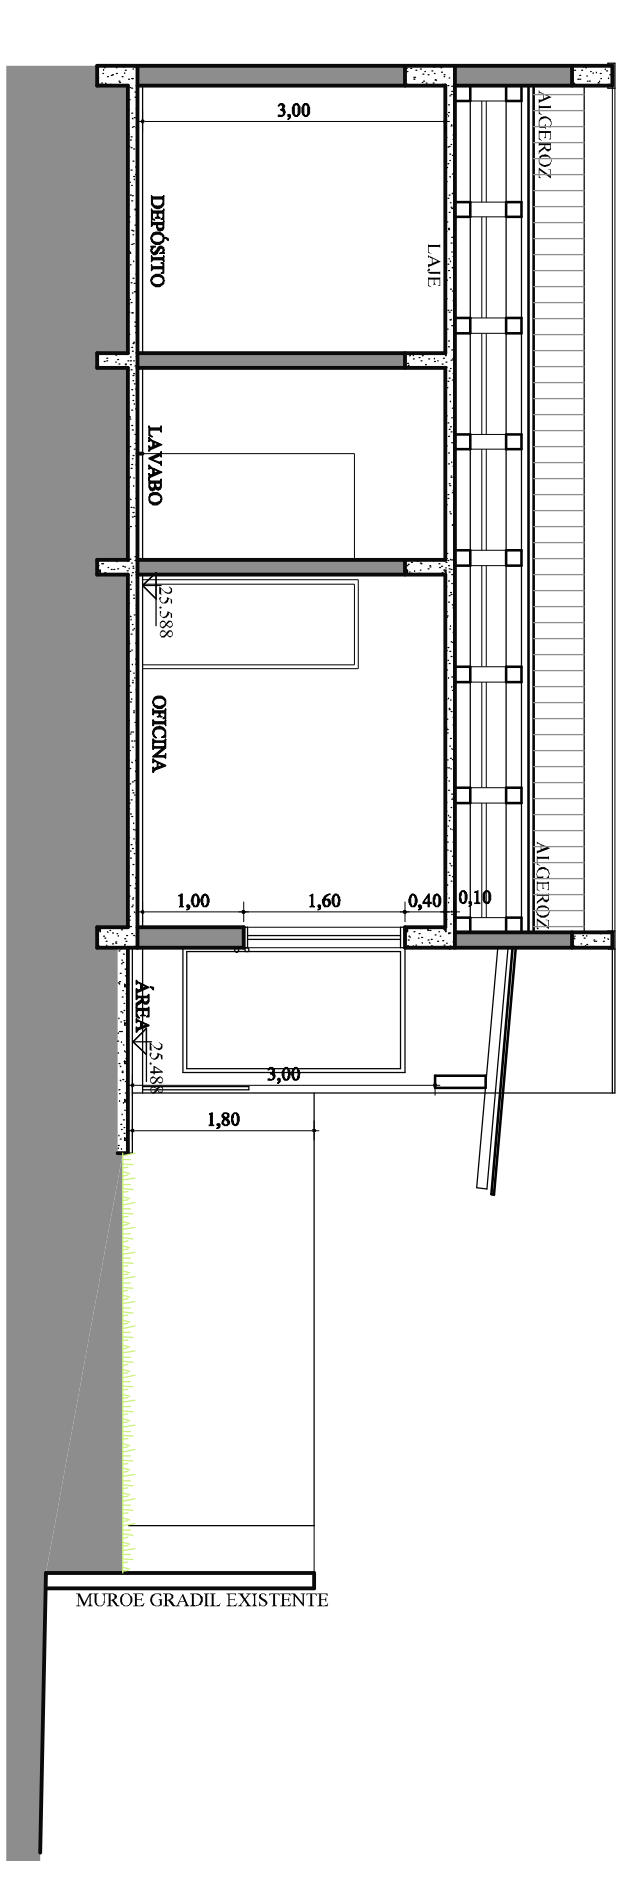 3,00
ALGEROZ
DEPÓSITO
LAJE
LAVABO
25.588
OFICINA
ALGEROZ
1,00
1,60
0,40
0,10
ÁREA
25.488
3,00
1,80
MUROE GRADIL EXISTENTE